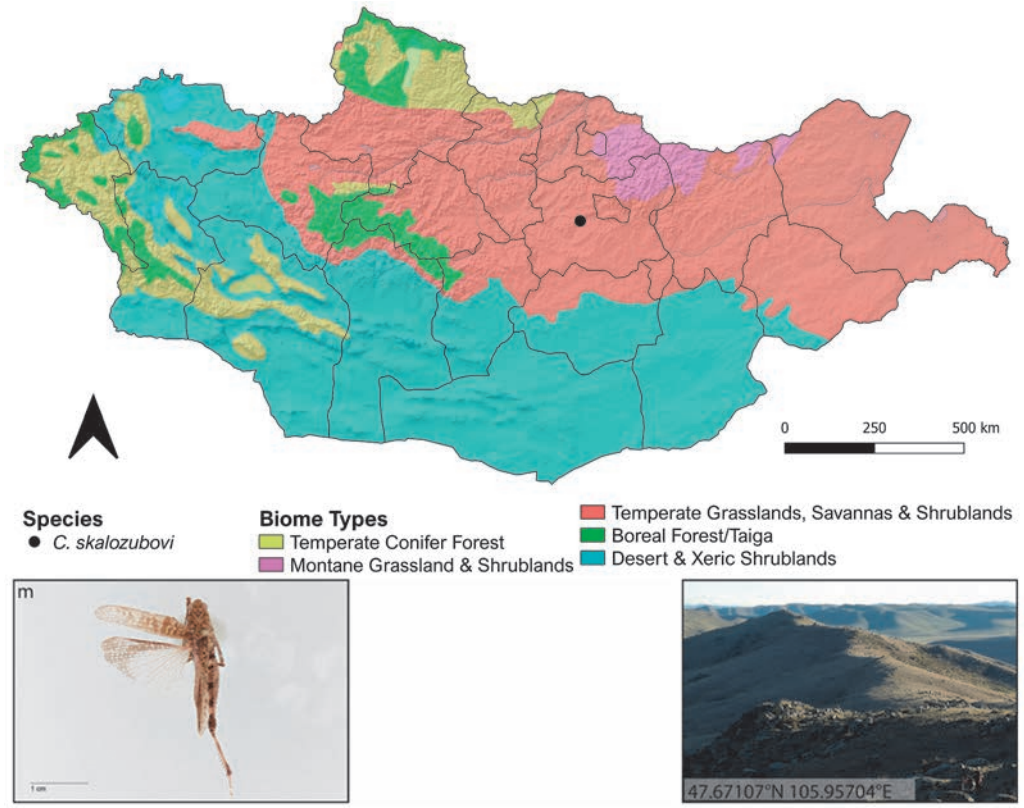 0 250 500 km
Species
C. skalozubovi
Biome Types
Temperate Conifer Forest
Montane Grassland & Shrublands
Temperate Grasslands, Savannas & Shrublands
Boreal Forest/Taiga
Desert & Xeric Shrublands
m
1 cm
47.67107°N 105.95704°E